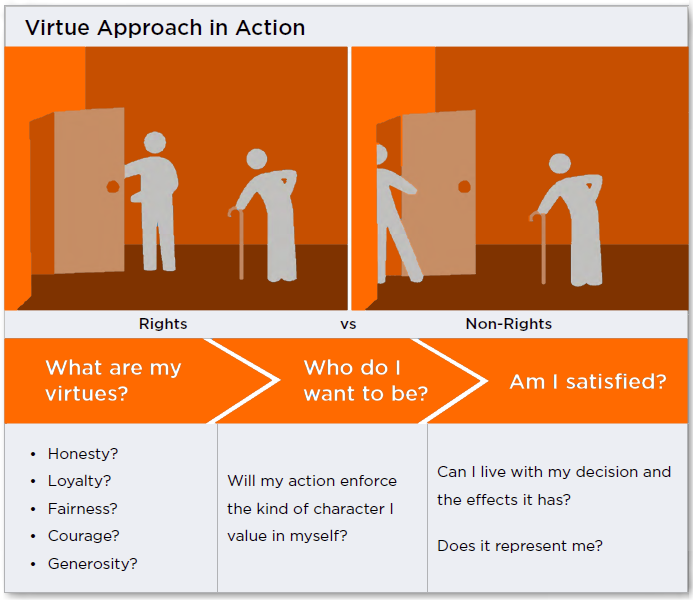 Virtue Approach in Action
Rights vs Non-Rights
What are my
virtues?
Who do I
want to be?
Am I satisfied?
• Honesty?
• Loyalty?
• Fairness?
• Courage?
• Generosity?
Will my action enforce
the kind of character I
value in myself?
Can I live with my decision and
the effects it has?
Does it represent me?